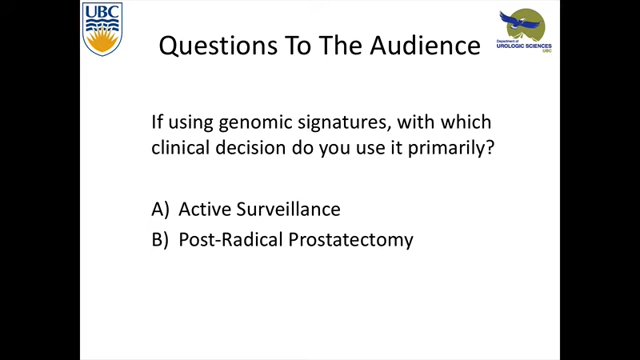 UBC
Department of
UROLOGIC SCIENCES
UBC
Questions To The Audience
If using genomic signatures, with which
clinical decision do you use it primarily?
A) Active Surveillance
B) Post-Radical Prostatectomy